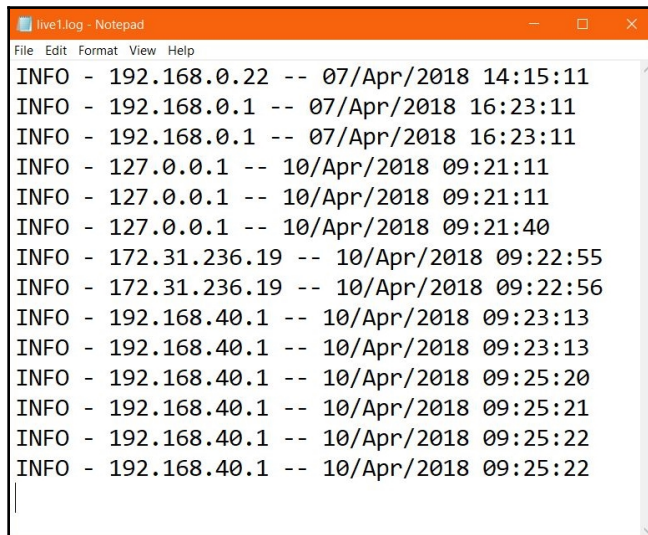 live1.log - Notepad
File Edit Format View Help
INFO - 192.168.0.22 -- 07/Apr/2018 14:15:11
INFO - 192.168.0.1 -- 07/Apr/2018 16:23:11
INFO - 192.168.0.1 -- 07/Apr/2018 16:23:11
INFO - 127.0.0.1 -- 10/Apr/2018 09:21:11
INFO - 127.0.0.1 -- 10/Apr/2018 09:21:11
INFO - 127.0.0.1 -- 10/Apr/2018 09:21:40
INFO - 172.31.236.19 -- 10/Apr/2018 09:22:55
INFO - 172.31.236.19 -- 10/Apr/2018 09:22:56
INFO - 192.168.40.1 -- 10/Apr/2018 09:23:13
INFO - 192.168.40.1 -- 10/Apr/2018 09:23:13
INFO - 192.168.40.1 -- 10/Apr/2018 09:25:20
INFO - 192.168.40.1 -- 10/Apr/2018 09:25:21
INFO - 192.168.40.1 -- 10/Apr/2018 09:25:22
INFO - 192.168.40.1 -- 10/Apr/2018 09:25:22